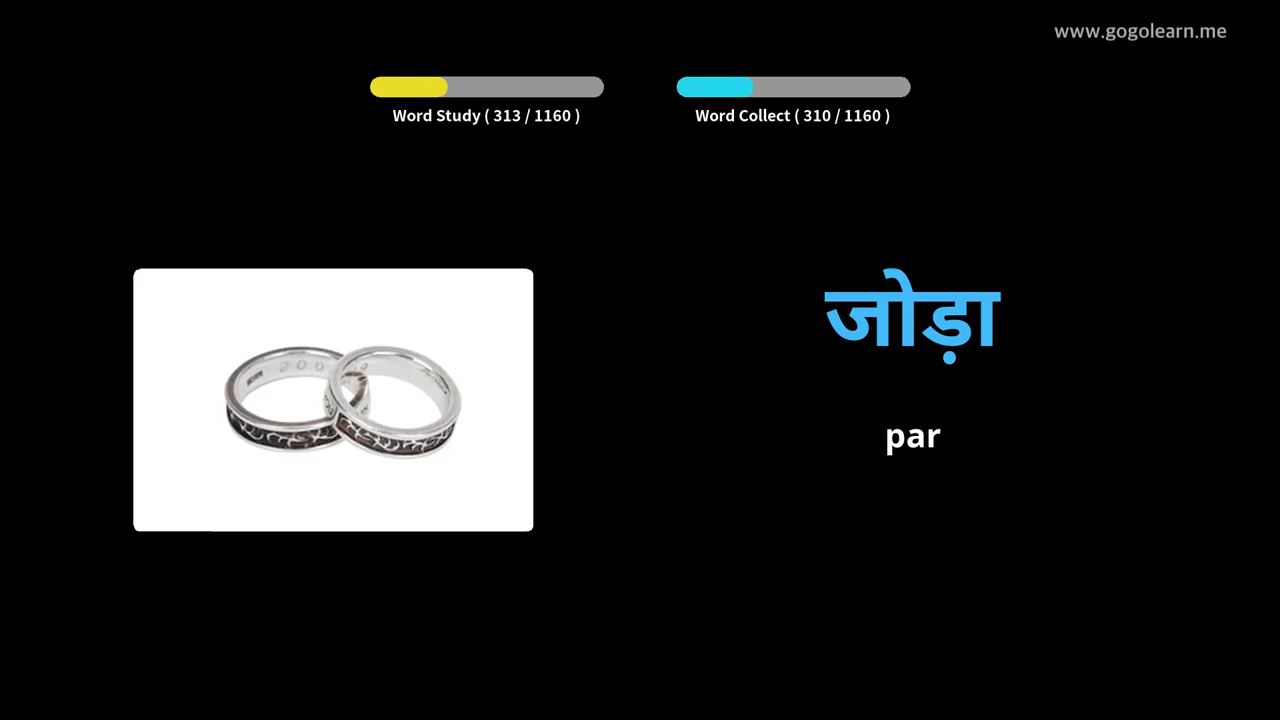 www.gogolearn.me
Word Study ( 313 / 1160 )
Word Collect ( 310 / 1160 )
जोड़ा
par